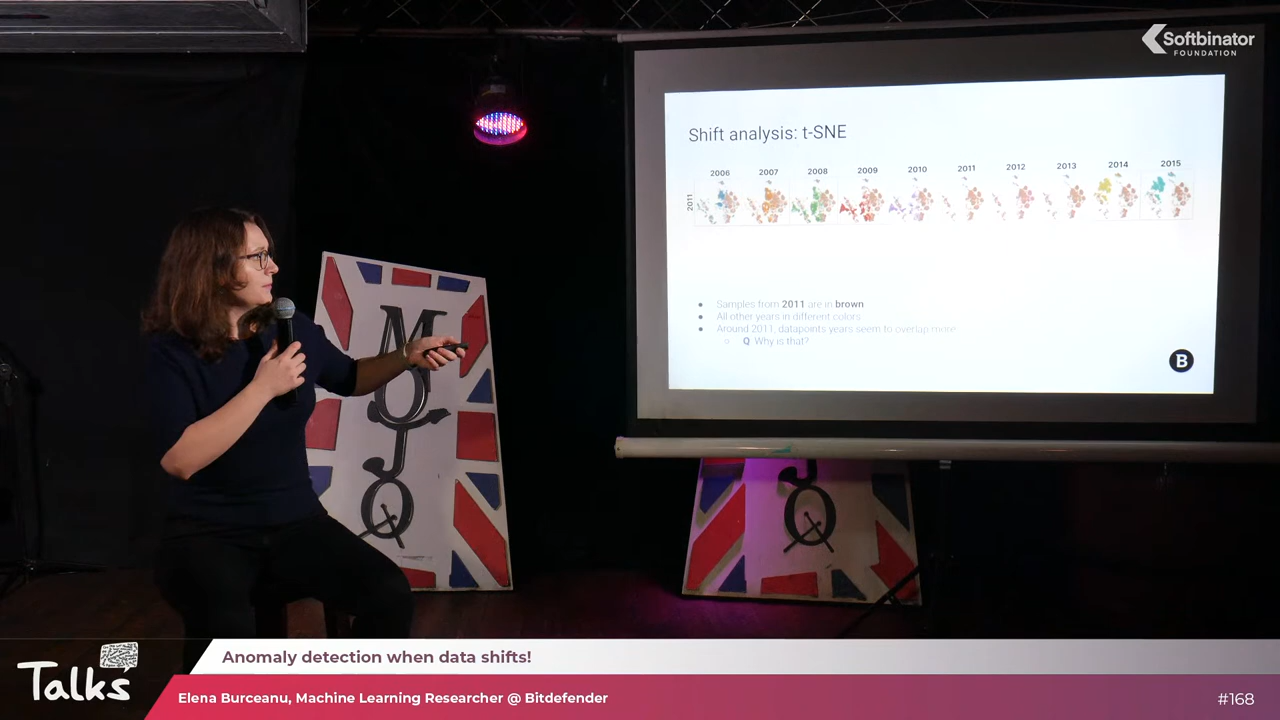 Softbinator
FOUNDATION
Shift analysis: t-SNE
2006 2007 2008 2009 2010 2011 2012 2013 2014 2015
2011
Samples from 2011 are in brown
All other years in different colors
Around 2011, datapoints years seem to overlap more
Q: Why is that?
B
MOJO
JO
Talks
Anomaly detection when data shifts!
Elena Burceanu, Machine Learning Researcher @ Bitdefender
#168